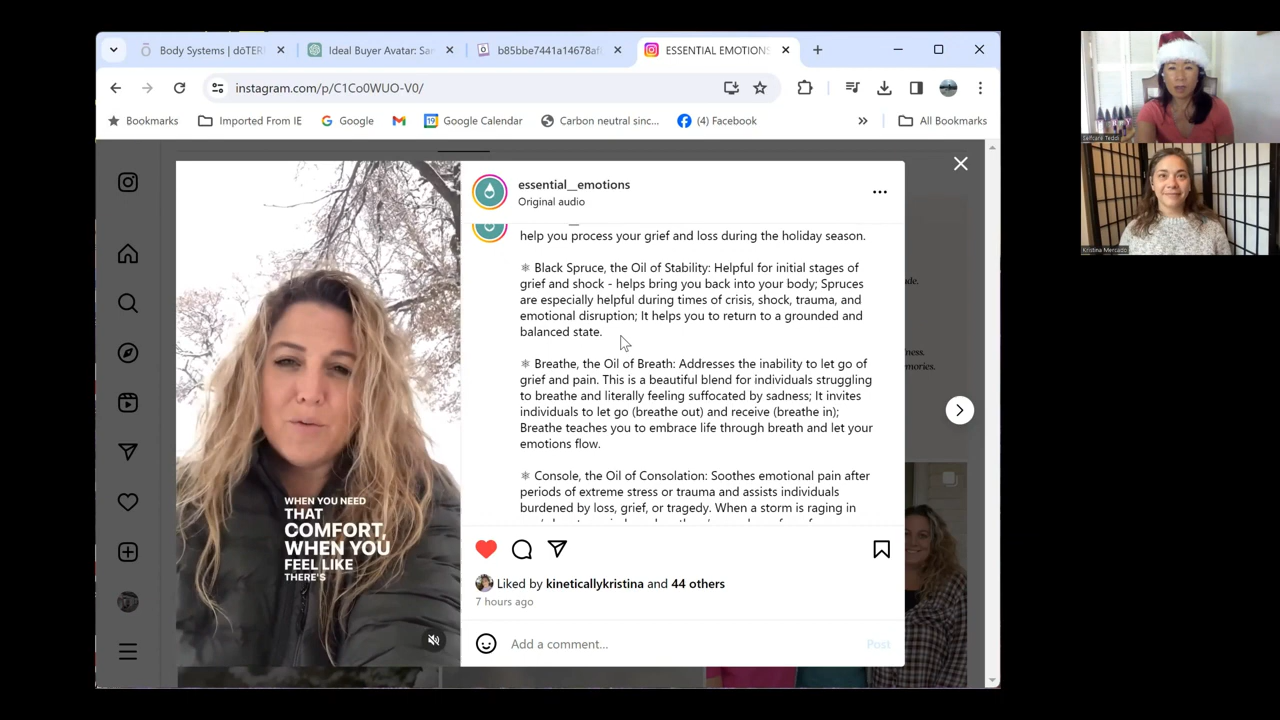 Body Systems | dōTERR
Ideal Buyer Avatar: Sar
b85bbe7441a14678af
ESSENTIAL EMOTIONS
instagram.com/p/C1Co0WUO-V0/
Bookmarks
Imported From IE
Google
Google Calendar
Carbon neutral sinc...
(4) Facebook
All Bookmarks
essential__emotions
Original audio
help you process your grief and loss during the holiday season.
⚛ Black Spruce, the Oil of Stability: Helpful for initial stages of
grief and shock - helps bring you back into your body; Spruces
are especially helpful during times of crisis, shock, trauma, and
emotional disruption; It helps you to return to a grounded and
balanced state.
⚛ Breathe, the Oil of Breath: Addresses the inability to let go of
grief and pain. This is a beautiful blend for individuals struggling
to breathe and literally feeling suffocated by sadness; It invites
individuals to let go (breathe out) and receive (breathe in);
Breathe teaches you to embrace life through breath and let your
emotions flow.
⚛ Console, the Oil of Consolation: Soothes emotional pain after
periods of extreme stress or trauma and assists individuals
burdened by loss, grief, or tragedy. When a storm is raging in
WHEN YOU NEED
THAT
COMFORT,
WHEN YOU
FEEL LIKE
THERE'S
Liked by kineticallykristina and 44 others
7 hours ago
Add a comment...
Post
Selfcare Teddi
Kristina Mercado